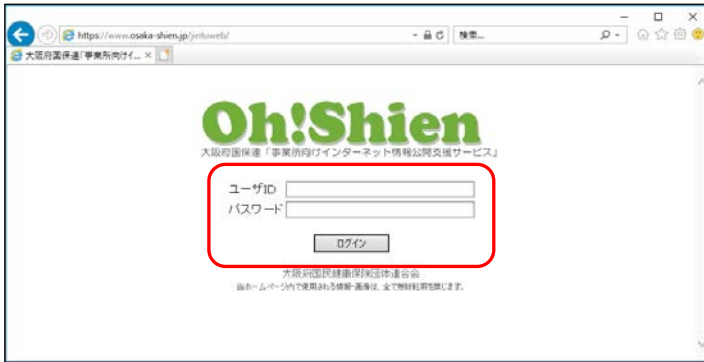 https://www.osaka-shien.jp/jirituweb/
検索...
大阪府国保連「事業所向けイ...
Oh!Shien
大阪府国保連「事業所向けインターネット情報公開支援サービス」
ユーザID
パスワード
ログイン
大阪府国民健康保険団体連合会
当ホームページ内で使用される情報・画像は、全て無断転用を禁じます。